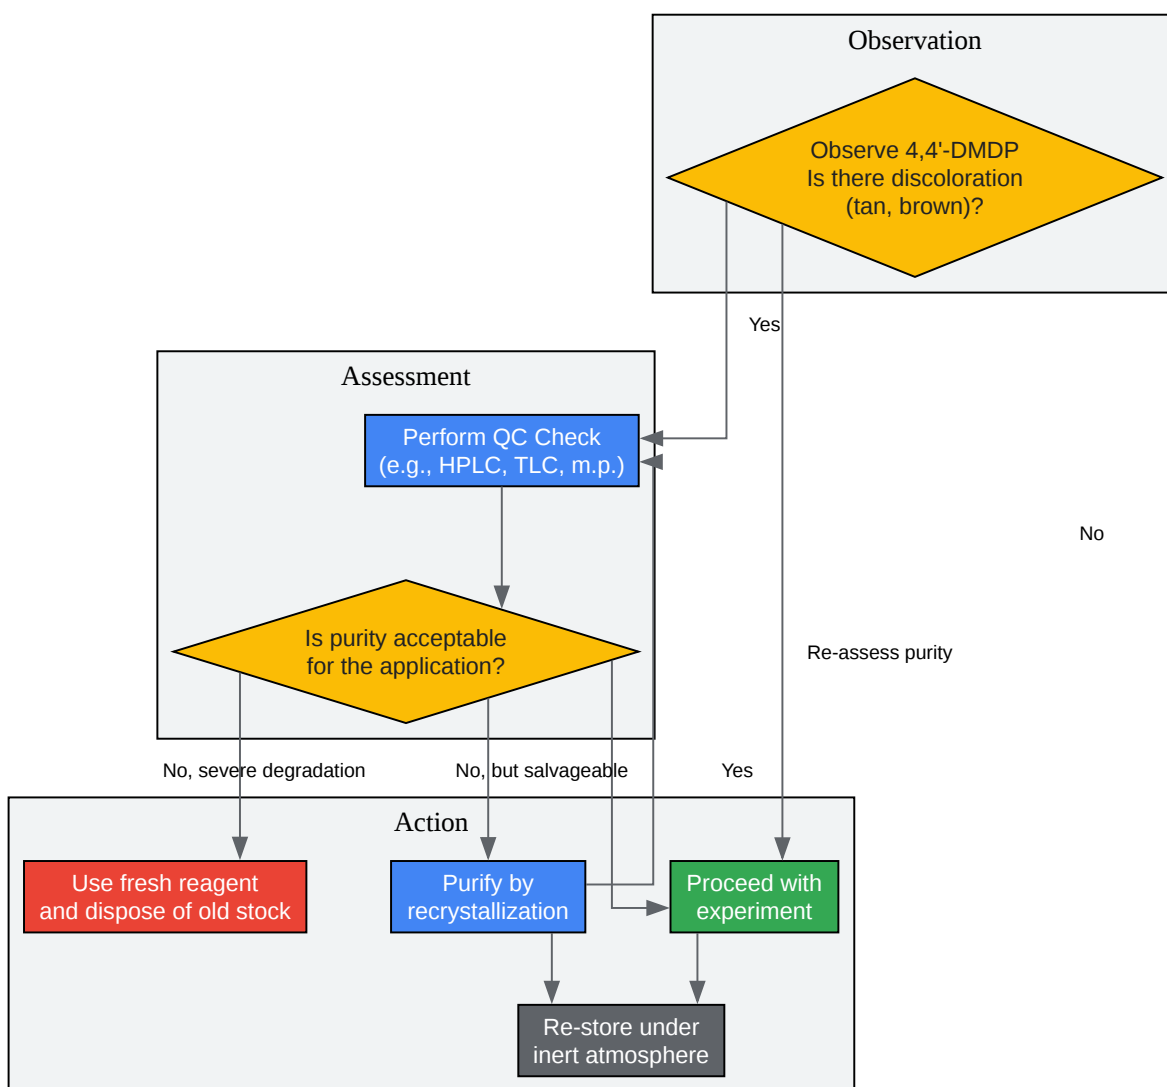 Observation
Observe 4,4'-DMDP
Is there discoloration
(tan, brown)?
Yes
Assessment
Perform QC Check
(e.g., HPLC, TLC, m.p.)
No
Is purity acceptable
for the application?
Re-assess purity
No, severe degradation
No, but salvageable
Yes
Action
Use fresh reagent
and dispose of old stock
Purify by
recrystallization
Proceed with
experiment
Re-store under
inert atmosphere